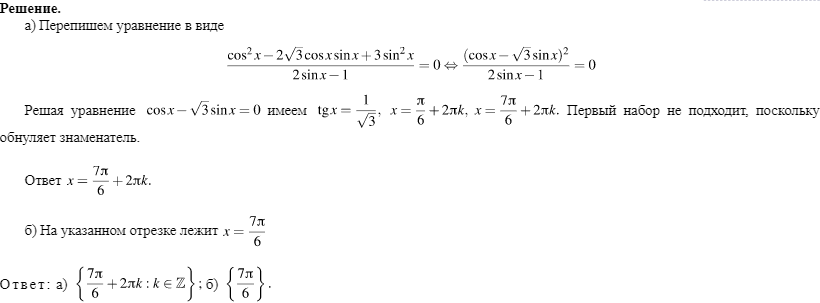 Решение.
а) Перепишем уравнение в виде
cos²x − 2√3 cos x sin x + 3 sin²x / 2 sin x − 1 = 0 ⇔ (cos x − √3 sin x)² / 2 sin x − 1 = 0
Решая уравнение cos x − √3 sin x = 0 имеем tg x = 1/√3, x = π/6 + 2πk, x = 7π/6 + 2πk. Первый набор не подходит, поскольку
обнуляет знаменатель.
Ответ x = 7π/6 + 2πk.
б) На указанном отрезке лежит x = 7π/6
Ответ: а) {7π/6 + 2πk : k ∈ ℤ}; б) {7π/6}.